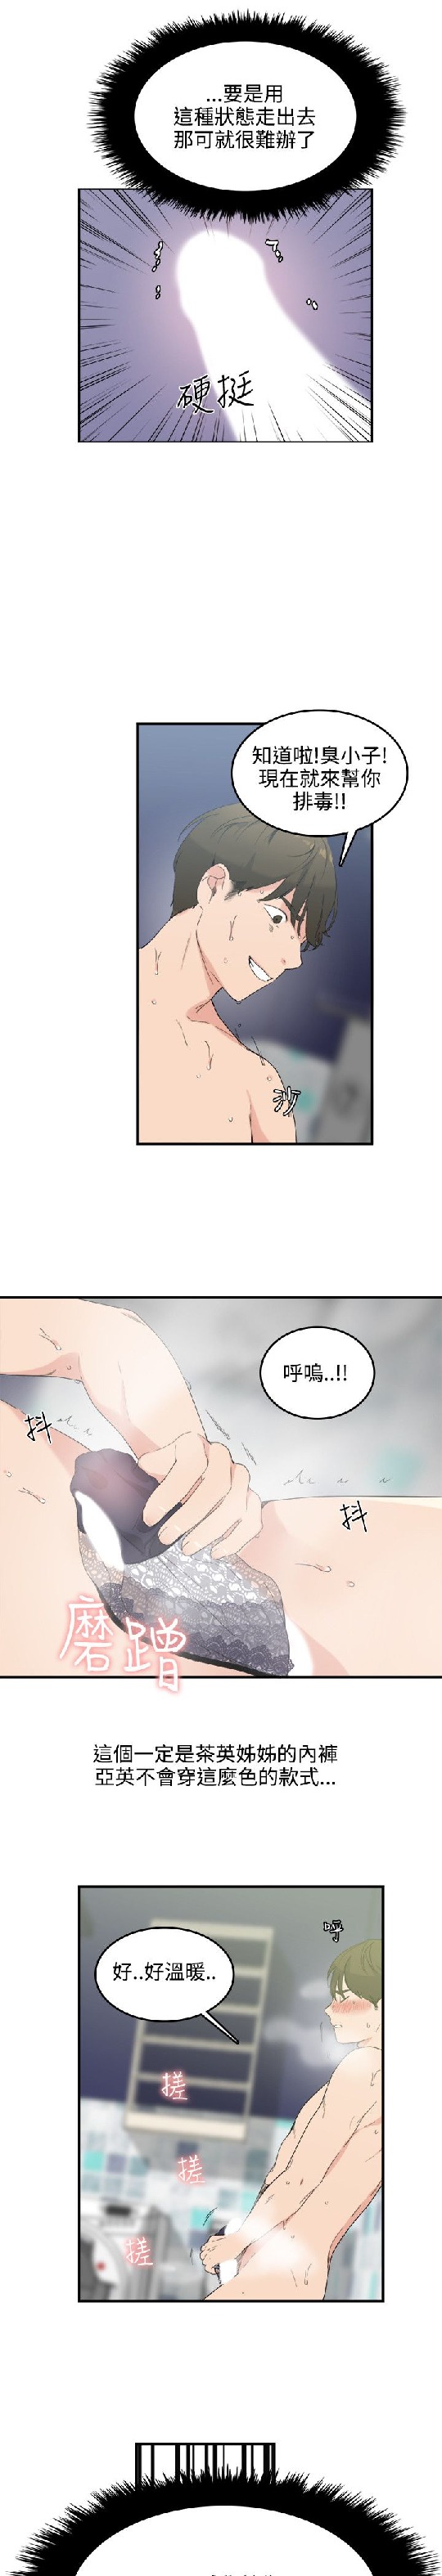 ...要是用
這種狀態走出去
那可就很難辦了
硬挺
知道啦!臭小子!
現在就來幫你
排毒!!
沙
呼嗚..!!
抖
抖
磨蹭
這個一定是茶英姊姊的內褲
亞英不會穿這麼色的款式...
呼
好..好溫暖..
搓
搓
搓